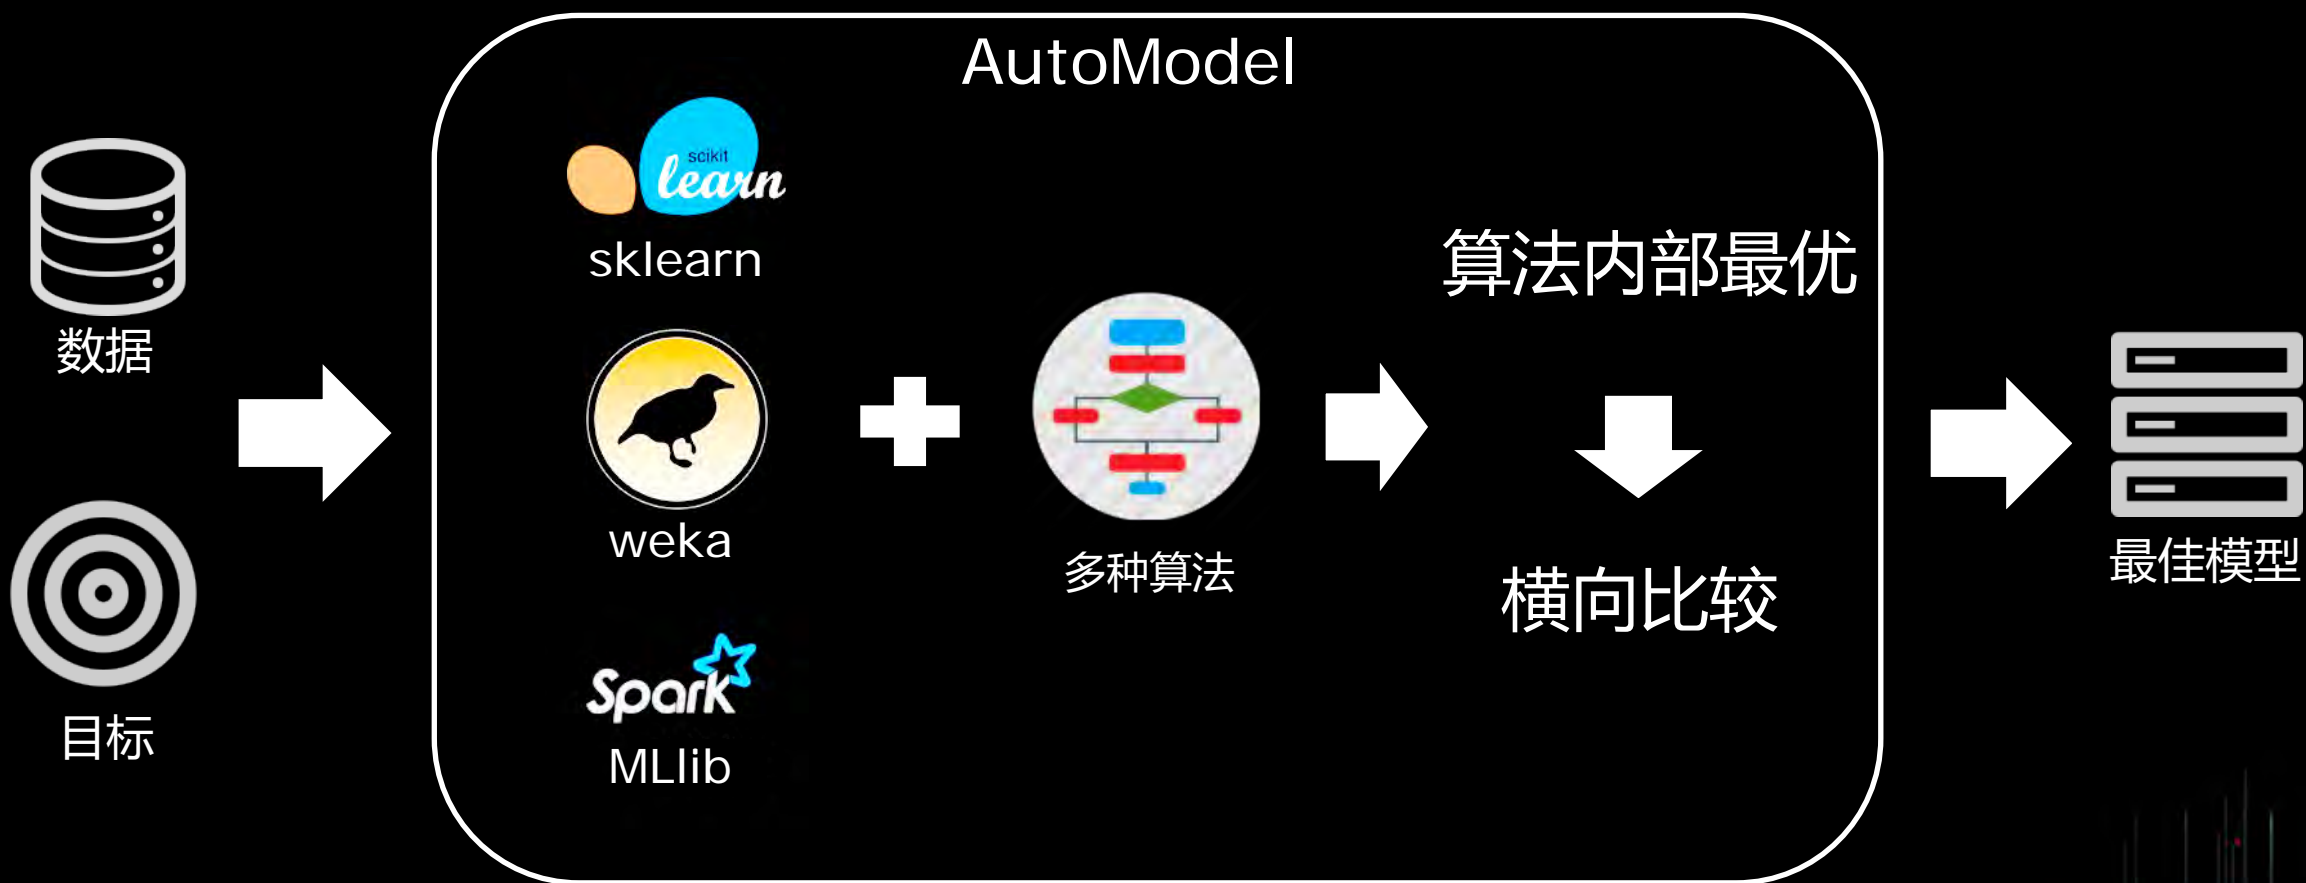 AutoModel
数据
目标
scikit
learn
sklearn
weka
Spark
MLlib
多种算法
算法内部最优
横向比较
最佳模型